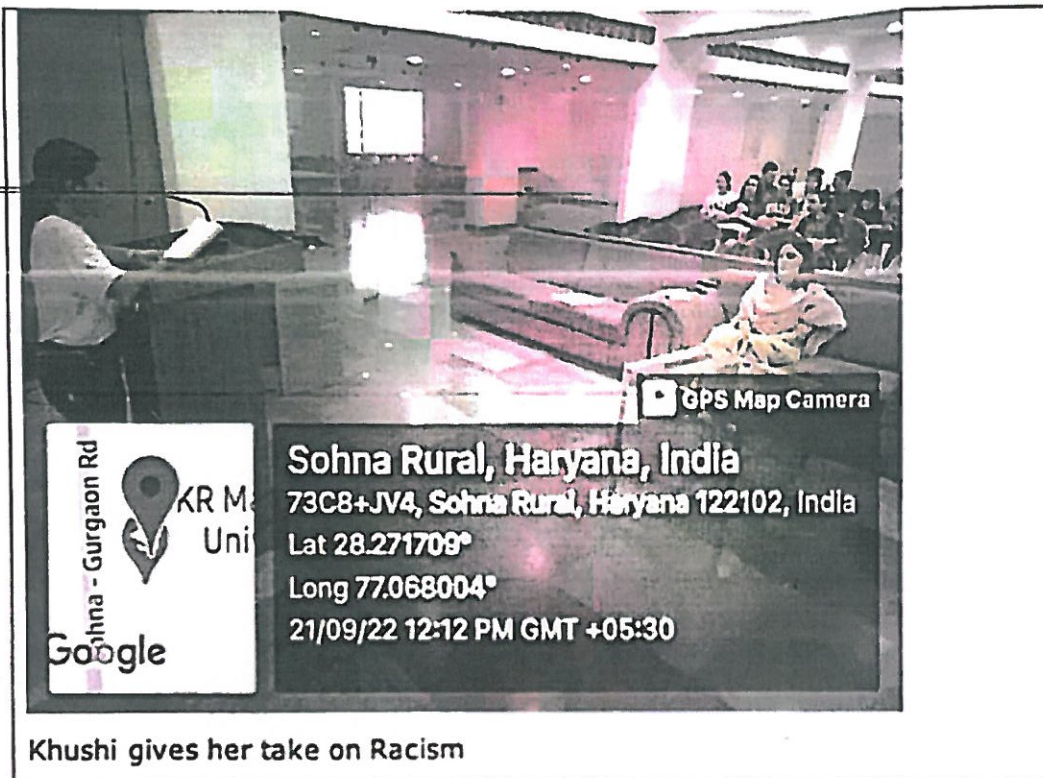 GPS Map Camera
Sohna Rural, Haryana, India
73C8+JV4, Sohna Rural, Haryana 122102, India
Lat 28.271709°
Long 77.068004°
21/09/22 12:12 PM GMT +05:30
hna - Gurgaon Rd
KR M
Uni
Google
Khushi gives her take on Racism